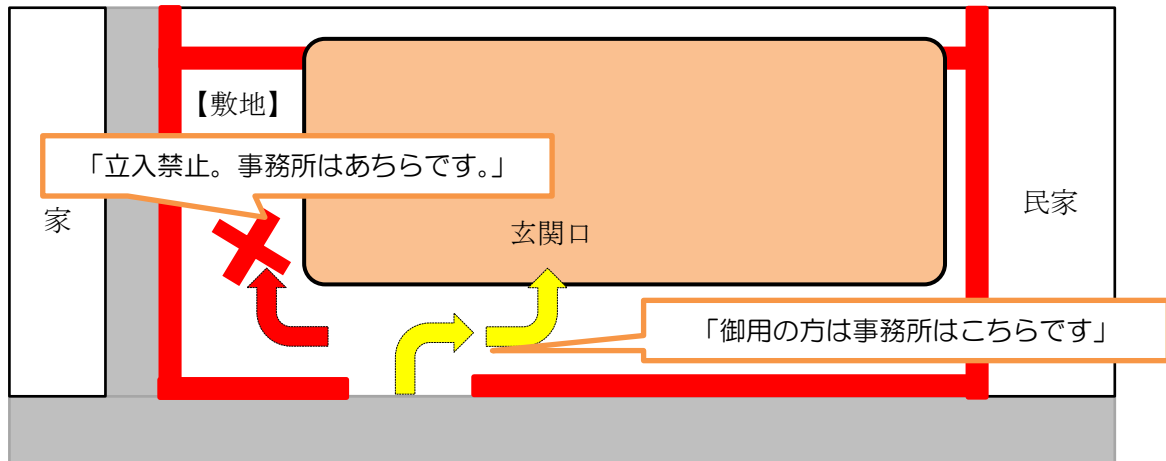 【敷地】
「立入禁止。事務所はあちらです。」
家
民家
玄関口
「御用の方は事務所はこちらです」